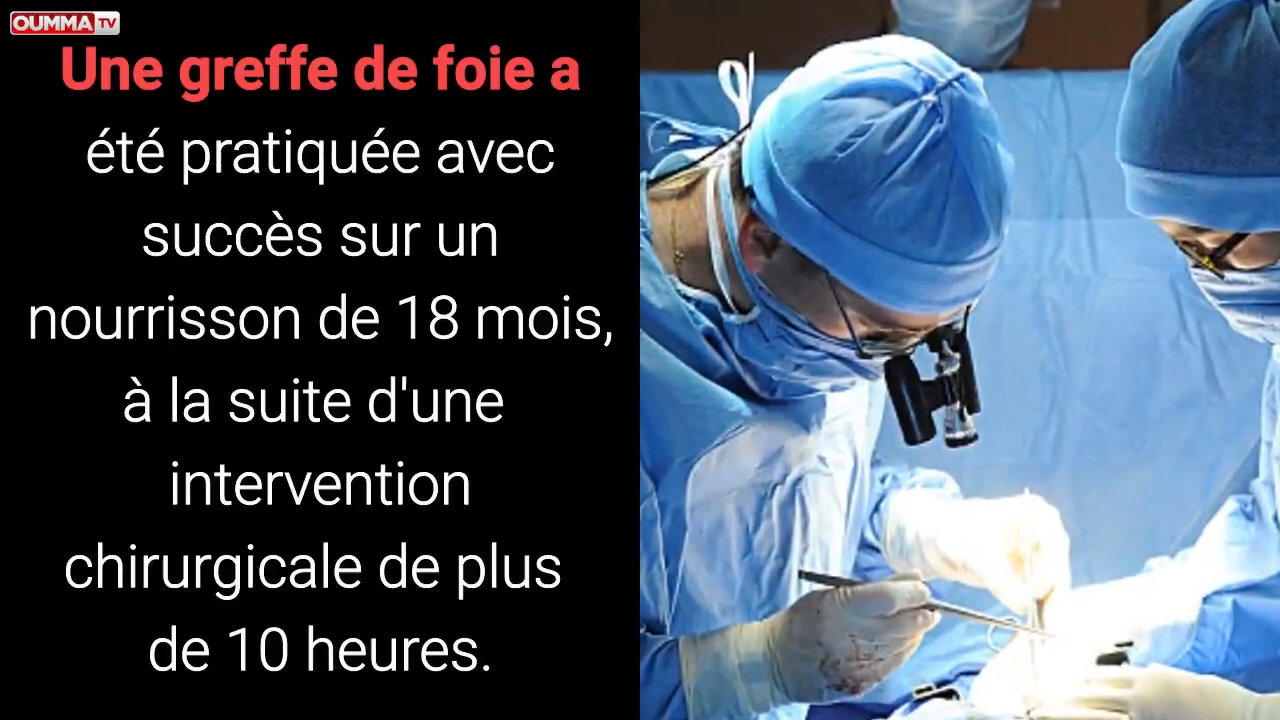 OUMMA TV
Une greffe de foie a
été pratiquée avec
succès sur un
nourrisson de 18 mois,
à la suite d'une
intervention
chirurgicale de plus
de 10 heures.